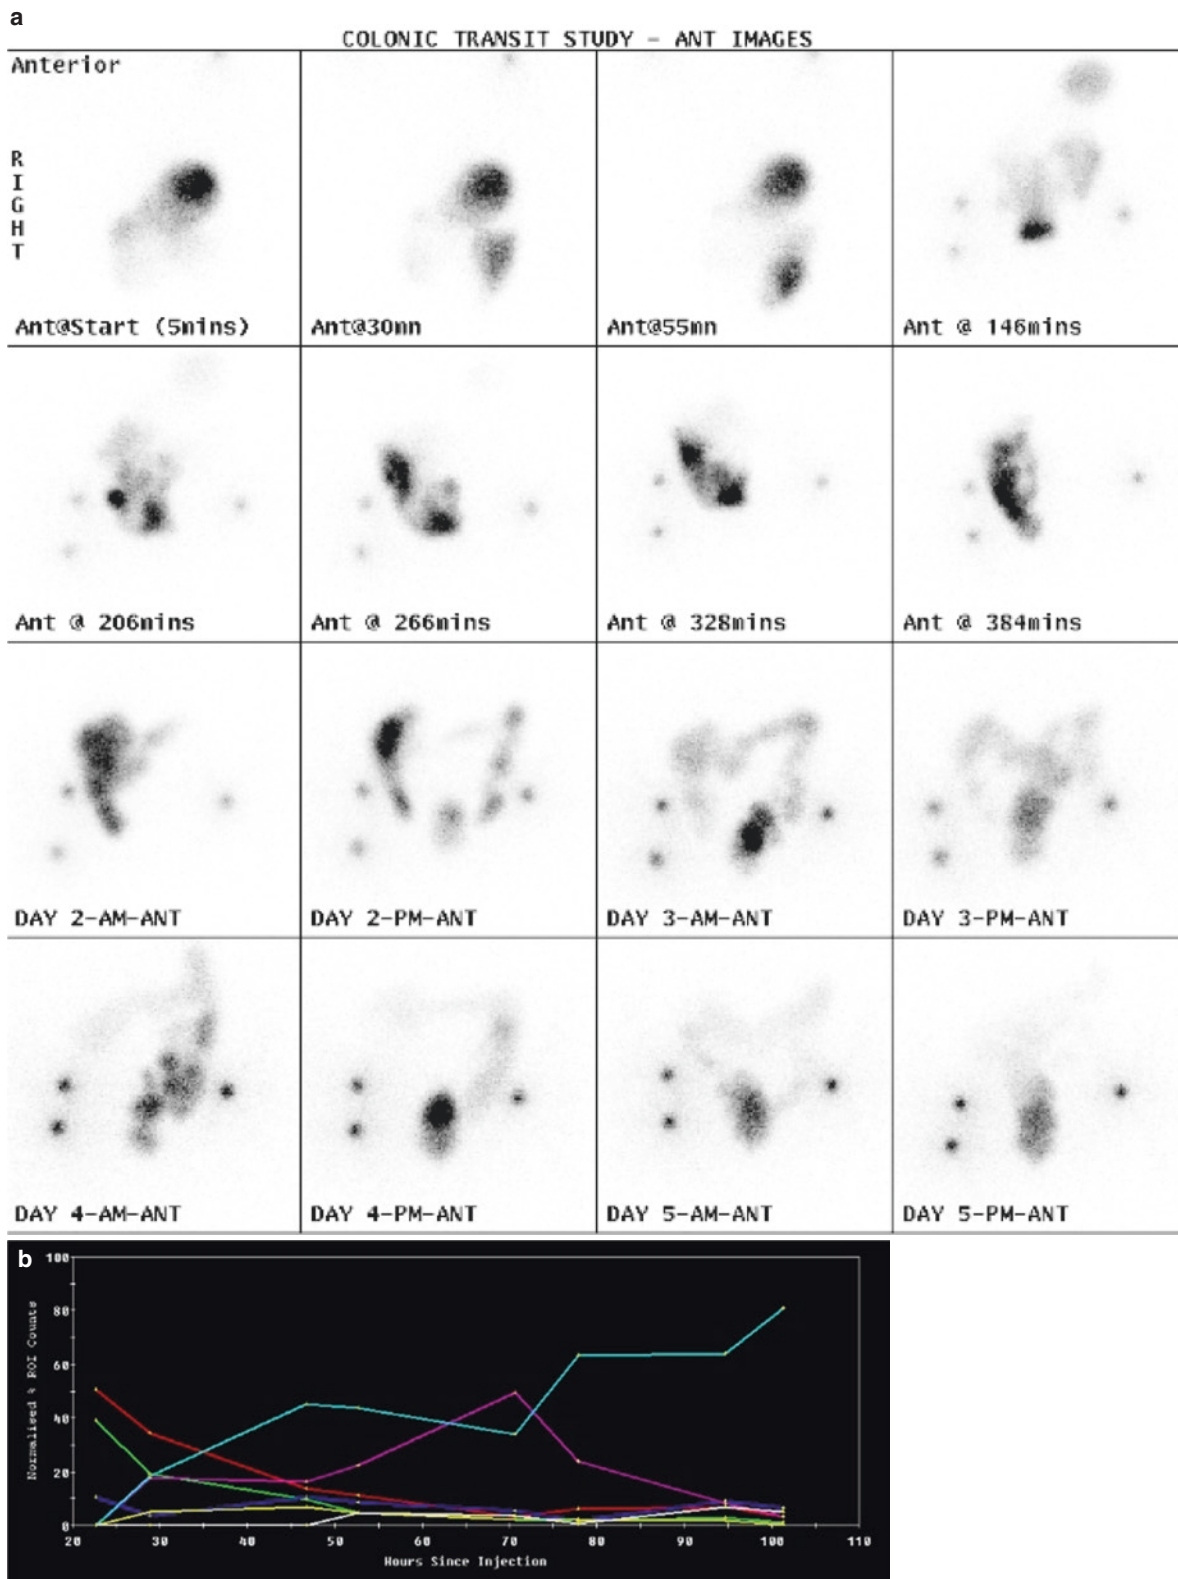 a
COLONIC TRANSIT STUDY - ANT IMAGES
Anterior
RIGHT
Ant@Start (5mins)
Ant@30mn
Ant@55mn
Ant @ 146mins
Ant @ 206mins
Ant @ 266mins
Ant @ 328mins
Ant @ 384mins
DAY 2-AM-ANT
DAY 2-PM-ANT
DAY 3-AM-ANT
DAY 3-PM-ANT
DAY 4-AM-ANT
DAY 4-PM-ANT
DAY 5-AM-ANT
DAY 5-PM-ANT
b
Normalised % ROI Counts
100
80
60
40
20
0
20 30 40 50 60 70 80 90 100 110
Hours Since Injection